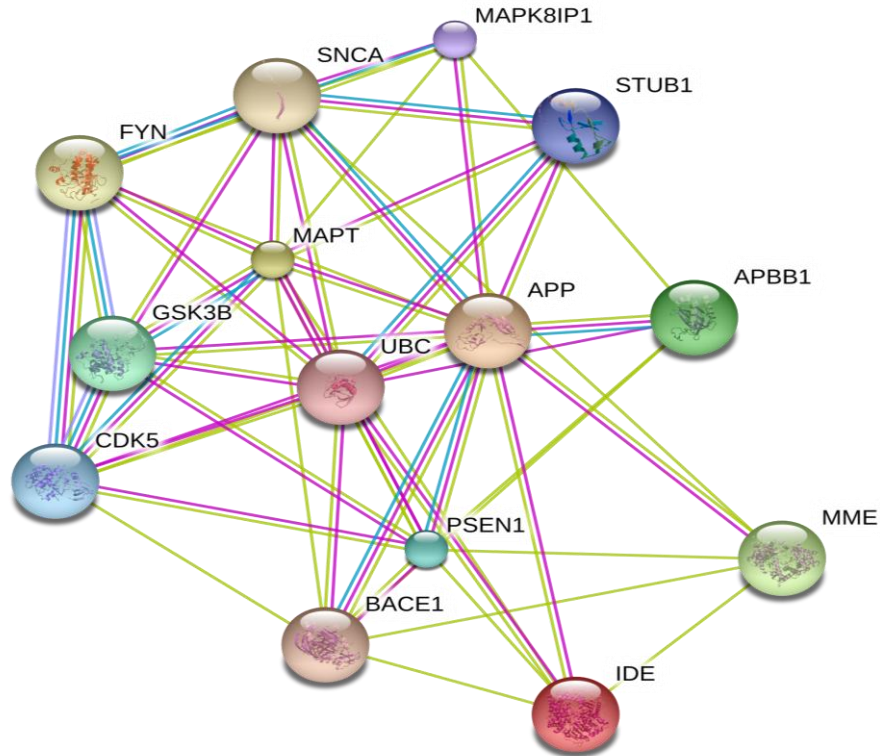 MAPK8IP1
SNCA
STUB1
FYN
MAPT
APP
APBB1
GSK3B
UBC
CDK5
PSEN1
MME
BACE1
IDE